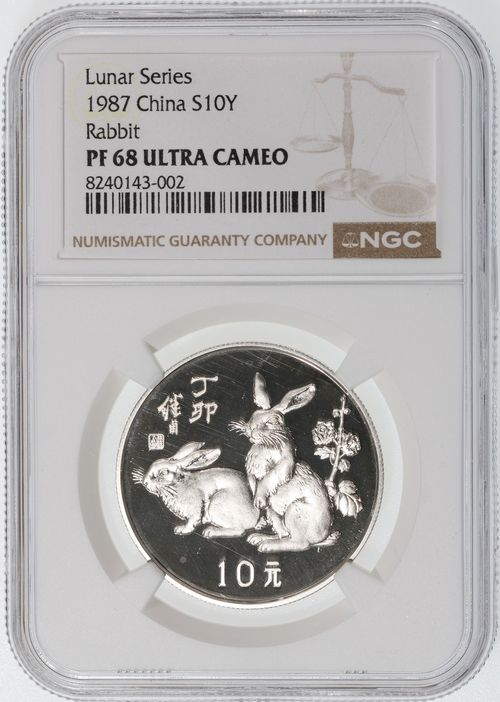 Lunar Series
1987 China S10Y
Rabbit
PF 68 ULTRA CAMEO
8240143-002
NUMISMATIC GUARANTY COMPANY
NGC
丁卯
10元